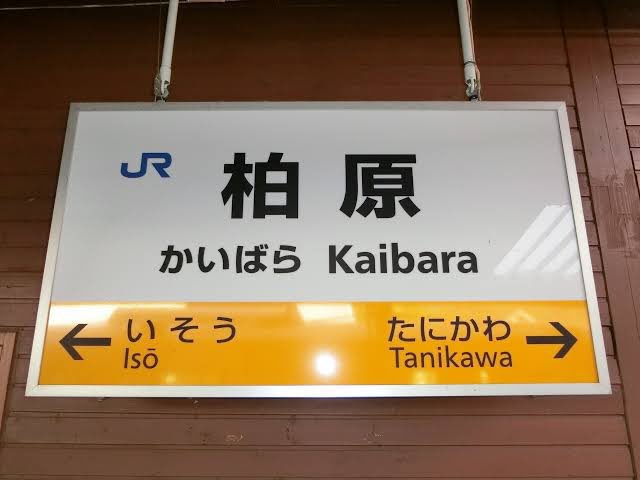 JR
柏原
かいばら Kaibara
← いそう たにかわ →
Isō Tanikawa